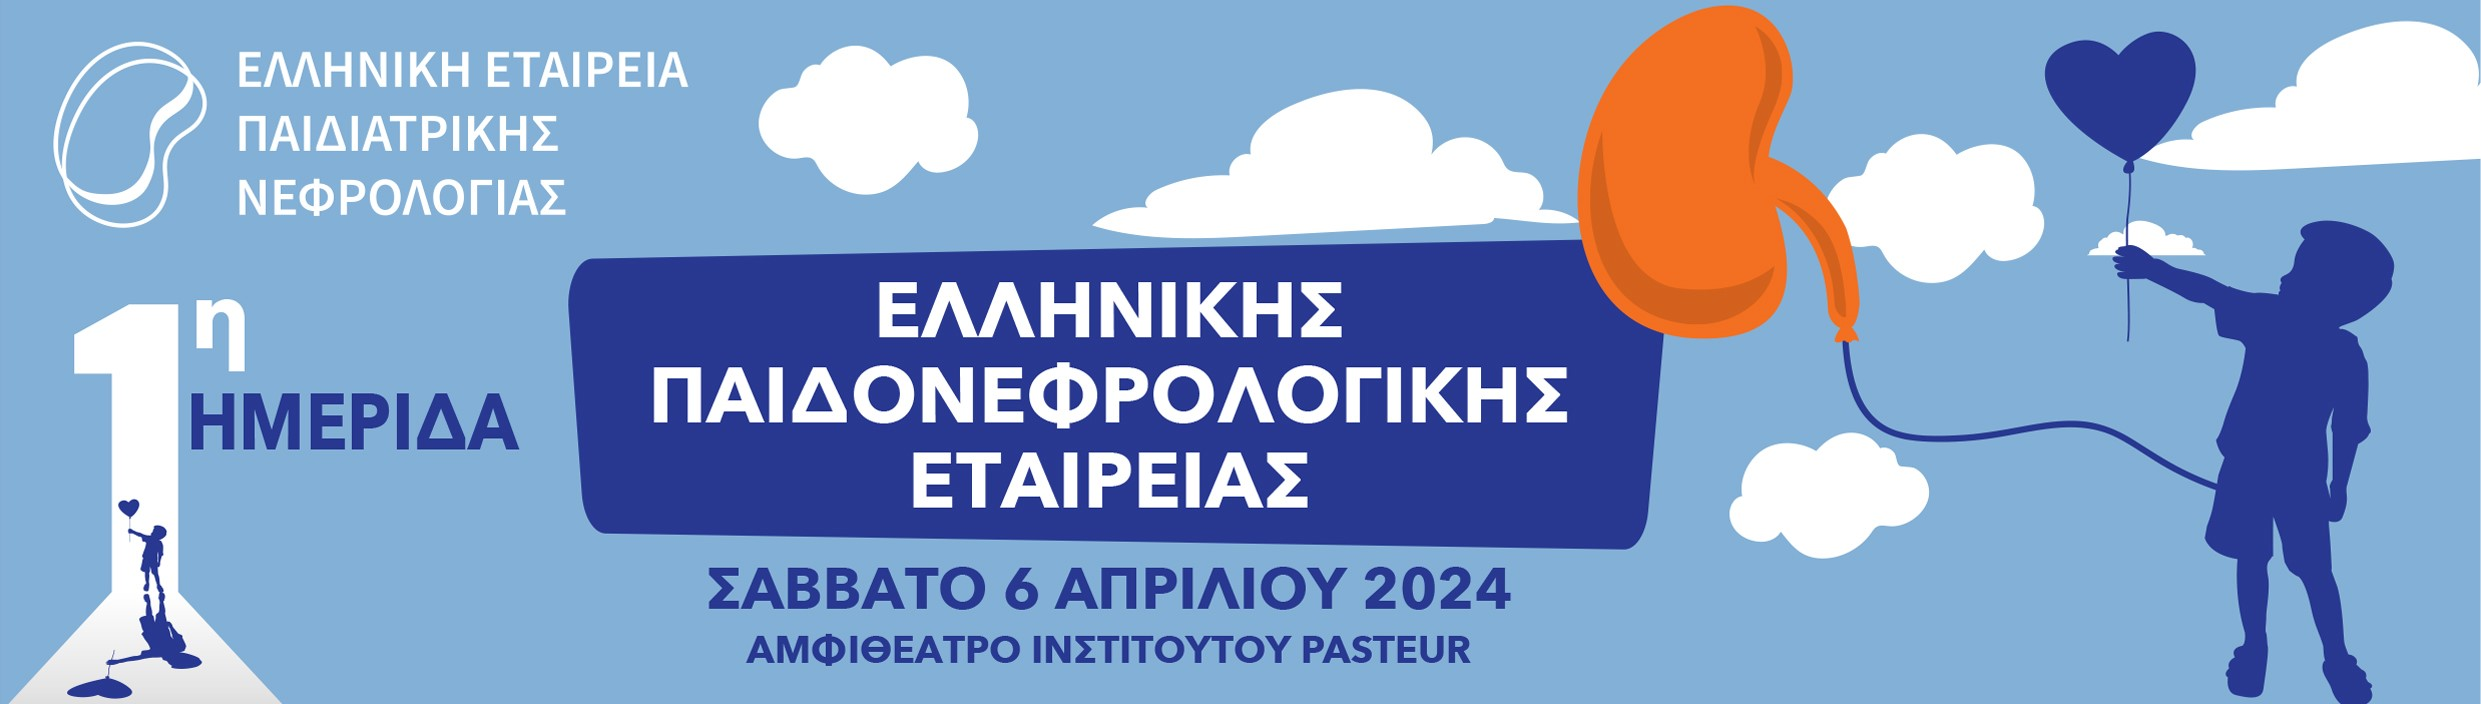 ΕΛΛΗΝΙΚΗ ΕΤΑΙΡΕΙΑ
ΠΑΙΔΙΑΤΡΙΚΗΣ
ΝΕΦΡΟΛΟΓΙΑΣ
1η
ΗΜΕΡΙΔΑ
ΕΛΛΗΝΙΚΗΣ
ΠΑΙΔΟΝΕΦΡΟΛΟΓΙΚΗΣ
ΕΤΑΙΡΕΙΑΣ
ΣΑΒΒΑΤΟ 6 ΑΠΡΙΛΙΟΥ 2024
ΑΜΦΙΘΕΑΤΡΟ ΙΝΣΤΙΤΟΥΤΟΥ PASTEUR